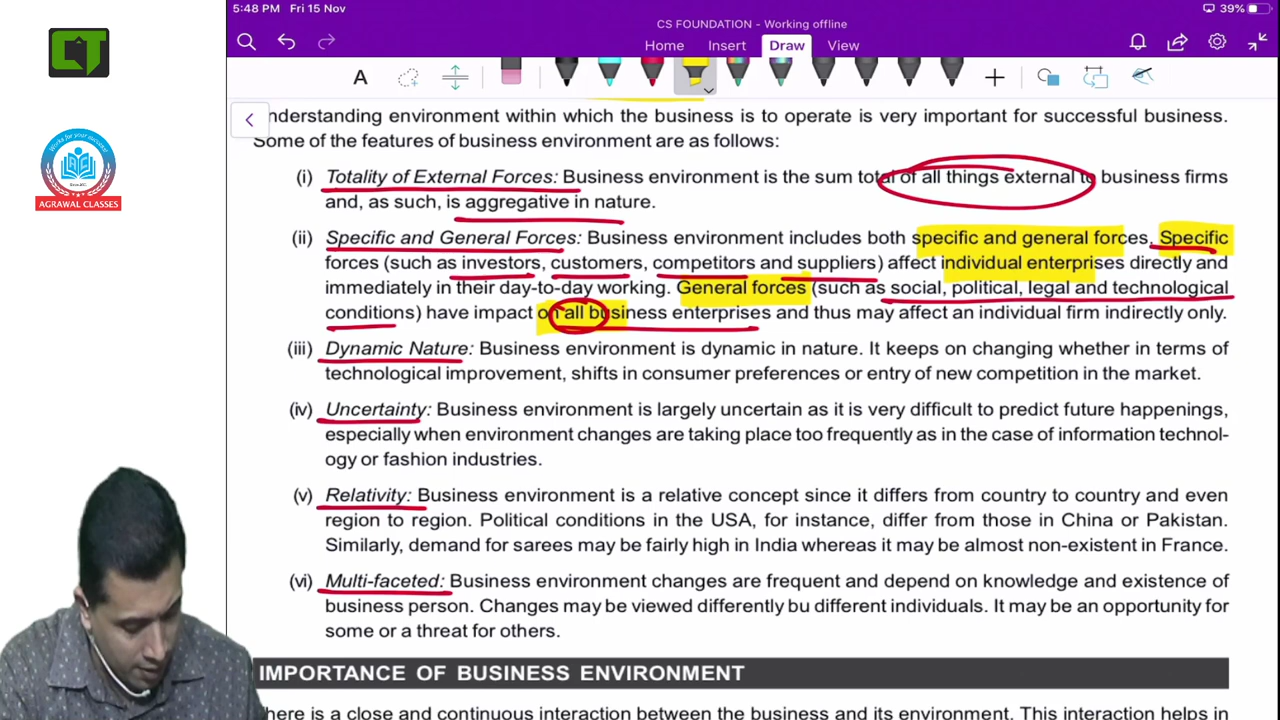 5:48 PM Fri 15 Nov
39%
CS FOUNDATION - Working offline
Home Insert Draw View
A
CT
Works for your success!
Since.MCC.
AGRAWAL CLASSES
nderstanding environment within which the business is to operate is very important for successful business.
Some of the features of business environment are as follows:
(i) Totality of External Forces: Business environment is the sum total of all things external to business firms
and, as such, is aggregative in nature.
(ii) Specific and General Forces: Business environment includes both specific and general forces. Specific
forces (such as investors, customers, competitors and suppliers) affect individual enterprises directly and
immediately in their day-to-day working. General forces (such as social, political, legal and technological
conditions) have impact on all business enterprises and thus may affect an individual firm indirectly only.
(iii) Dynamic Nature: Business environment is dynamic in nature. It keeps on changing whether in terms of
technological improvement, shifts in consumer preferences or entry of new competition in the market.
(iv) Uncertainty: Business environment is largely uncertain as it is very difficult to predict future happenings,
especially when environment changes are taking place too frequently as in the case of information technol-
ogy or fashion industries.
(v) Relativity: Business environment is a relative concept since it differs from country to country and even
region to region. Political conditions in the USA, for instance, differ from those in China or Pakistan.
Similarly, demand for sarees may be fairly high in India whereas it may be almost non-existent in France.
(vi) Multi-faceted: Business environment changes are frequent and depend on knowledge and existence of
business person. Changes may be viewed differently bu different individuals. It may be an opportunity for
some or a threat for others.
IMPORTANCE OF BUSINESS ENVIRONMENT
here is a close and continuous interaction between the business and its environment. This interaction helps in